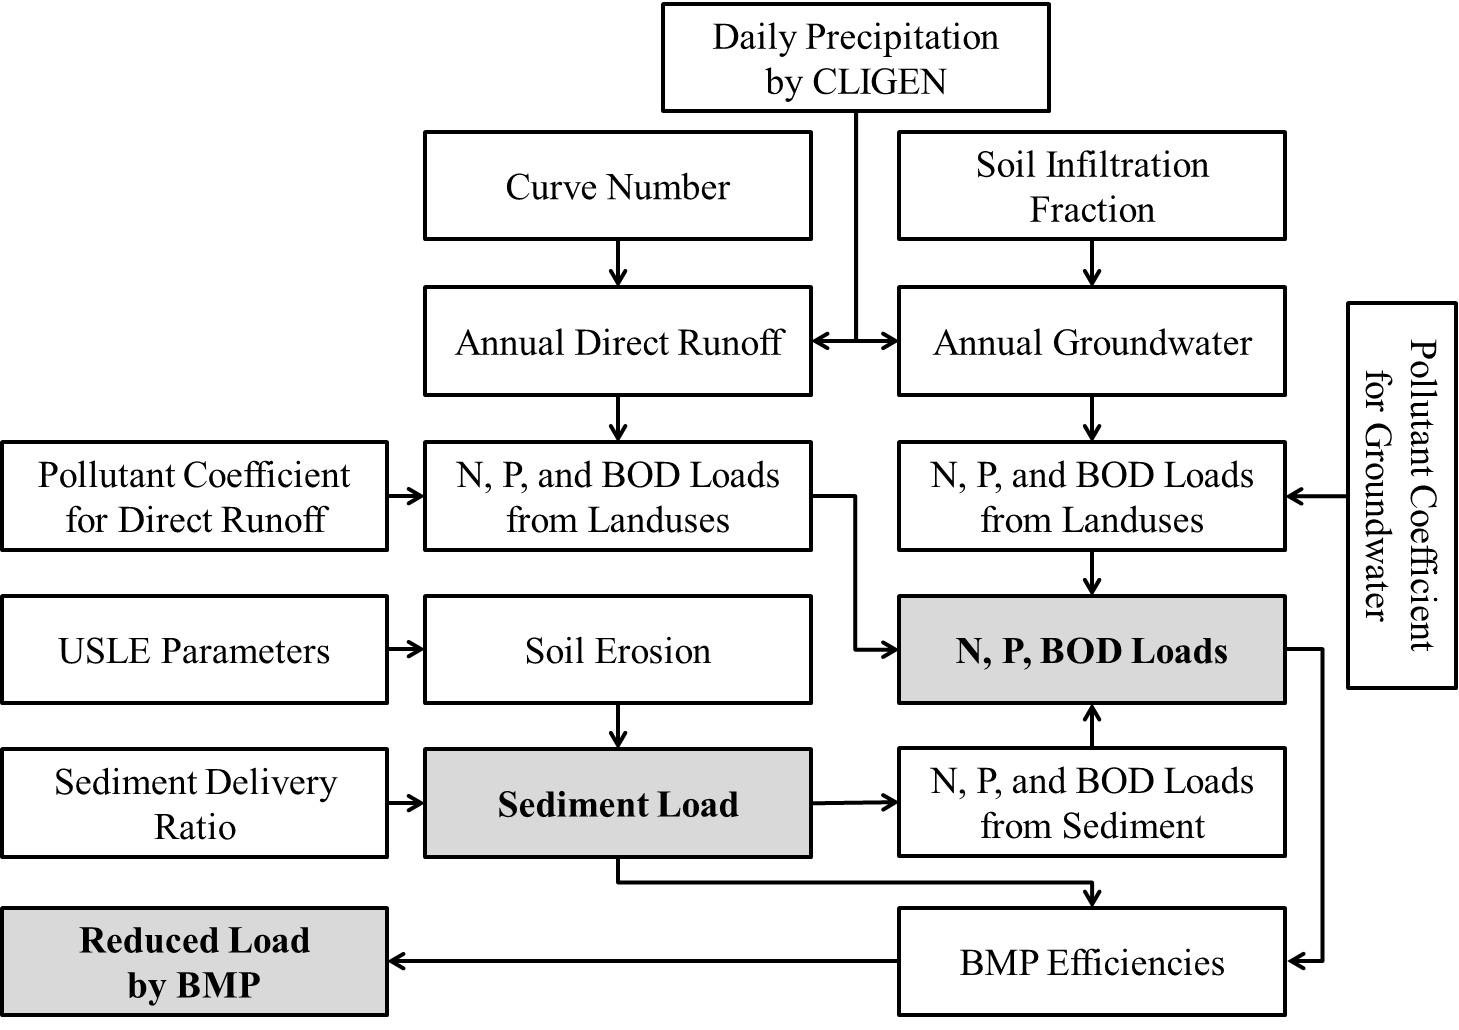 Daily Precipitation
by CLIGEN
Curve Number
Soil Infiltration
Fraction
Annual Direct Runoff
Annual Groundwater
Pollutant Coefficient
for Groundwater
Pollutant Coefficient
for Direct Runoff
N, P, and BOD Loads
from Landuses
N, P, and BOD Loads
from Landuses
USLE Parameters
Soil Erosion
N, P, BOD Loads
Sediment Delivery
Ratio
Sediment Load
N, P, and BOD Loads
from Sediment
Reduced Load
by BMP
BMP Efficiencies